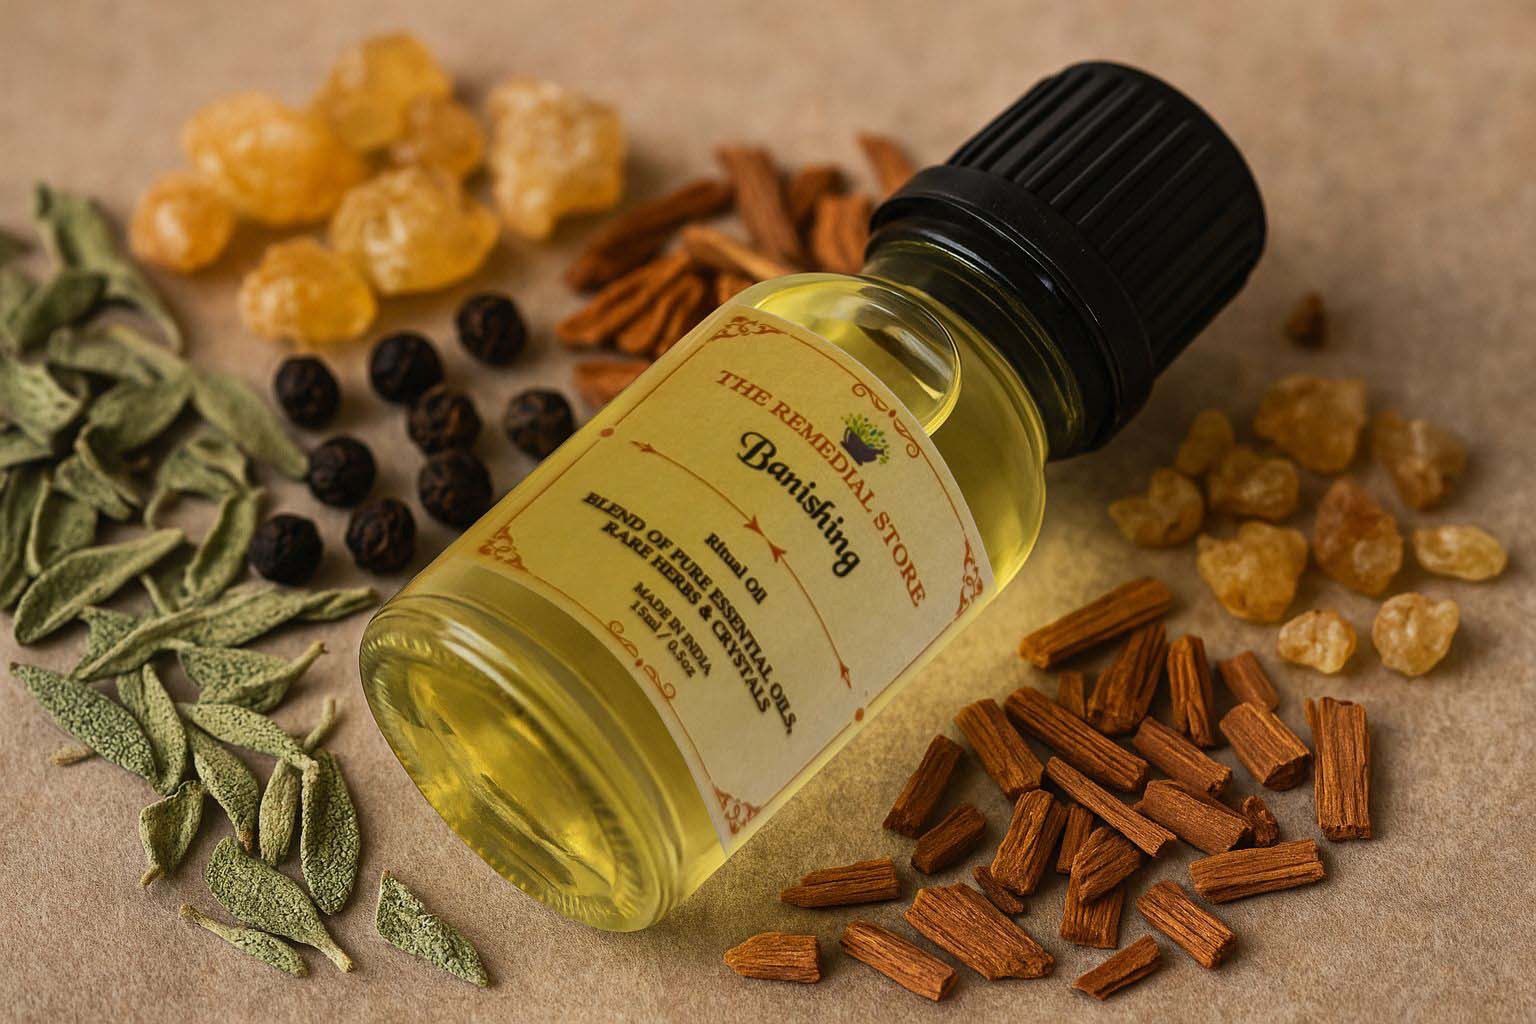 THE REMEDIAL STORE
Banishing
Ritual Oil
BLEND OF PURE ESSENTIAL OILS,
RARE HERBS & CRYSTALS
MADE IN INDIA
15ml / 0.5oz